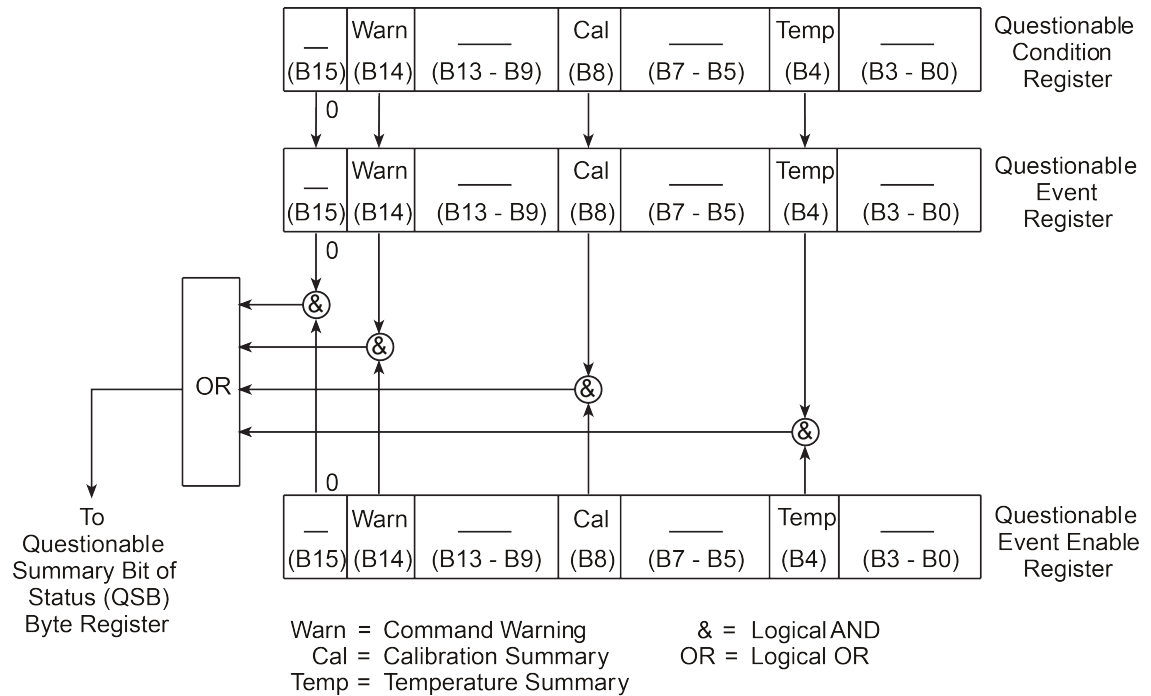 Warn Cal Temp
(B15) (B14) (B13 - B9) (B8) (B7 - B5) (B4) (B3 - B0)
Questionable
Condition
Register
0
Warn Cal Temp
(B15) (B14) (B13 - B9) (B8) (B7 - B5) (B4) (B3 - B0)
Questionable
Event
Register
0
&
&
&
&
OR
0
Warn Cal Temp
(B15) (B14) (B13 - B9) (B8) (B7 - B5) (B4) (B3 - B0)
Questionable
Event Enable
Register
To
Questionable
Summary Bit of
Status (QSB)
Byte Register
Warn = Command Warning
Cal = Calibration Summary
Temp = Temperature Summary
& = Logical AND
OR = Logical OR